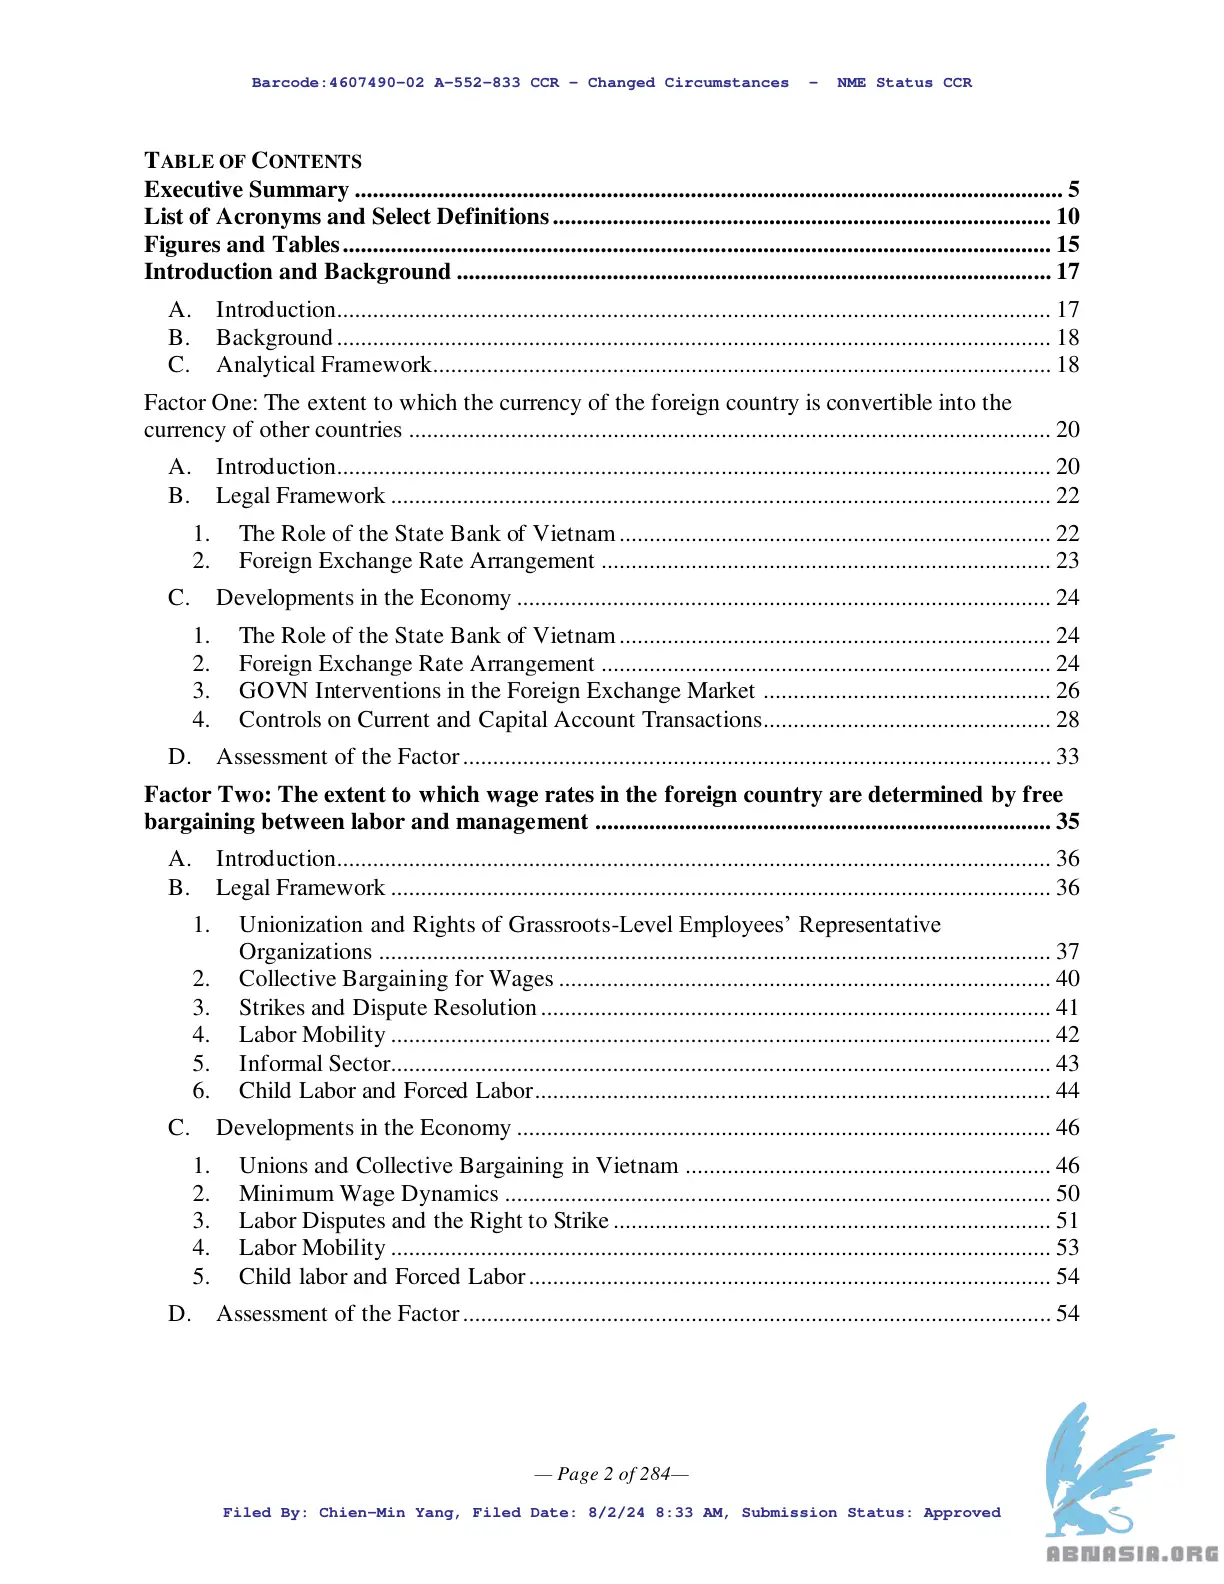 Barcode:4607490-02 A-552-833 CCR - Changed Circumstances - NME Status CCR
TABLE OF CONTENTS
Executive Summary ........ 5
List of Acronyms and Select Definitions ........ 10
Figures and Tables ........ 15
Introduction and Background ........ 17
A. Introduction ........ 17
B. Background ........ 18
C. Analytical Framework ........ 18
Factor One: The extent to which the currency of the foreign country is convertible into the
currency of other countries ........ 20
A. Introduction ........ 20
B. Legal Framework ........ 22
1. The Role of the State Bank of Vietnam ........ 22
2. Foreign Exchange Rate Arrangement ........ 23
C. Developments in the Economy ........ 24
1. The Role of the State Bank of Vietnam ........ 24
2. Foreign Exchange Rate Arrangement ........ 24
3. GOVN Interventions in the Foreign Exchange Market ........ 26
4. Controls on Current and Capital Account Transactions ........ 28
D. Assessment of the Factor ........ 33
Factor Two: The extent to which wage rates in the foreign country are determined by free
bargaining between labor and management ........ 35
A. Introduction ........ 36
B. Legal Framework ........ 36
1. Unionization and Rights of Grassroots-Level Employees’ Representative
Organizations ........ 37
2. Collective Bargaining for Wages ........ 40
3. Strikes and Dispute Resolution ........ 41
4. Labor Mobility ........ 42
5. Informal Sector ........ 43
6. Child Labor and Forced Labor ........ 44
C. Developments in the Economy ........ 46
1. Unions and Collective Bargaining in Vietnam ........ 46
2. Minimum Wage Dynamics ........ 50
3. Labor Disputes and the Right to Strike ........ 51
4. Labor Mobility ........ 53
5. Child labor and Forced Labor ........ 54
D. Assessment of the Factor ........ 54
— Page 2 of 284—
Filed By: Chien-Min Yang, Filed Date: 8/2/24 8:33 AM, Submission Status: Approved
ABNASIA.ORG